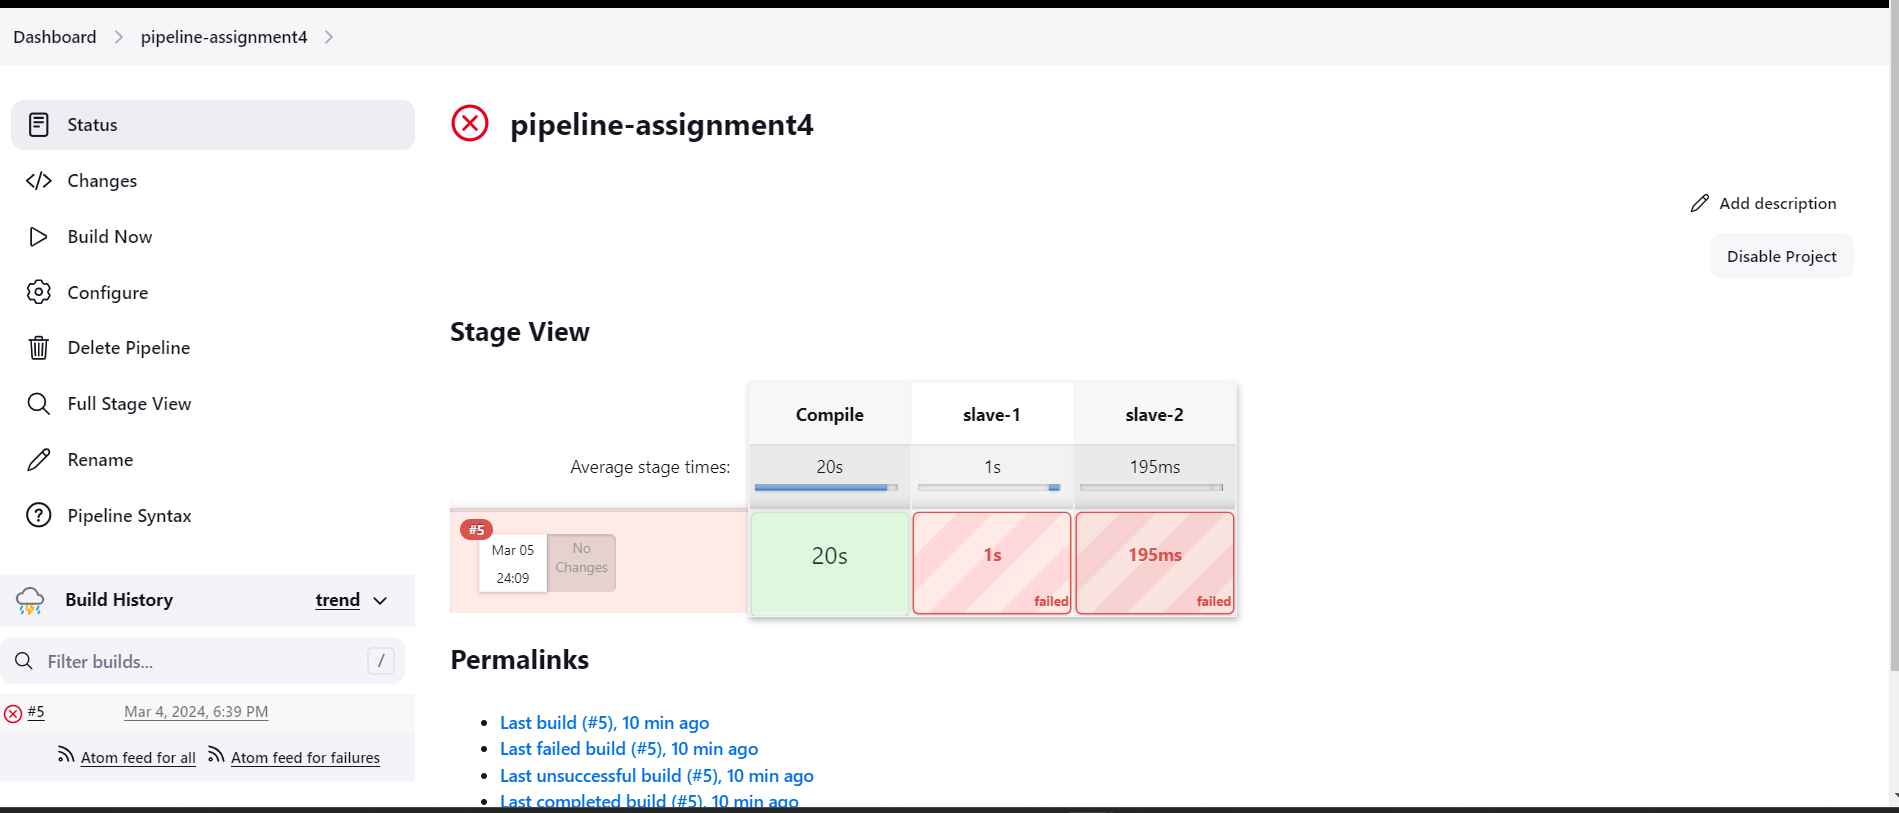 Dashboard > pipeline-assignment4 >
Status
Changes
Build Now
Configure
Delete Pipeline
Full Stage View
Rename
Pipeline Syntax
Build History trend
Filter builds... /
#5 Mar 4, 2024, 6:39 PM
Atom feed for all Atom feed for failures
pipeline-assignment4
Add description
Disable Project
Stage View
Compile slave-1 slave-2
Average stage times: 20s 1s 195ms
#5
Mar 05
24:09
No
Changes
20s
1s
failed
195ms
failed
Permalinks
Last build (#5), 10 min ago
Last failed build (#5), 10 min ago
Last unsuccessful build (#5), 10 min ago
Last completed build (#5), 10 min ago